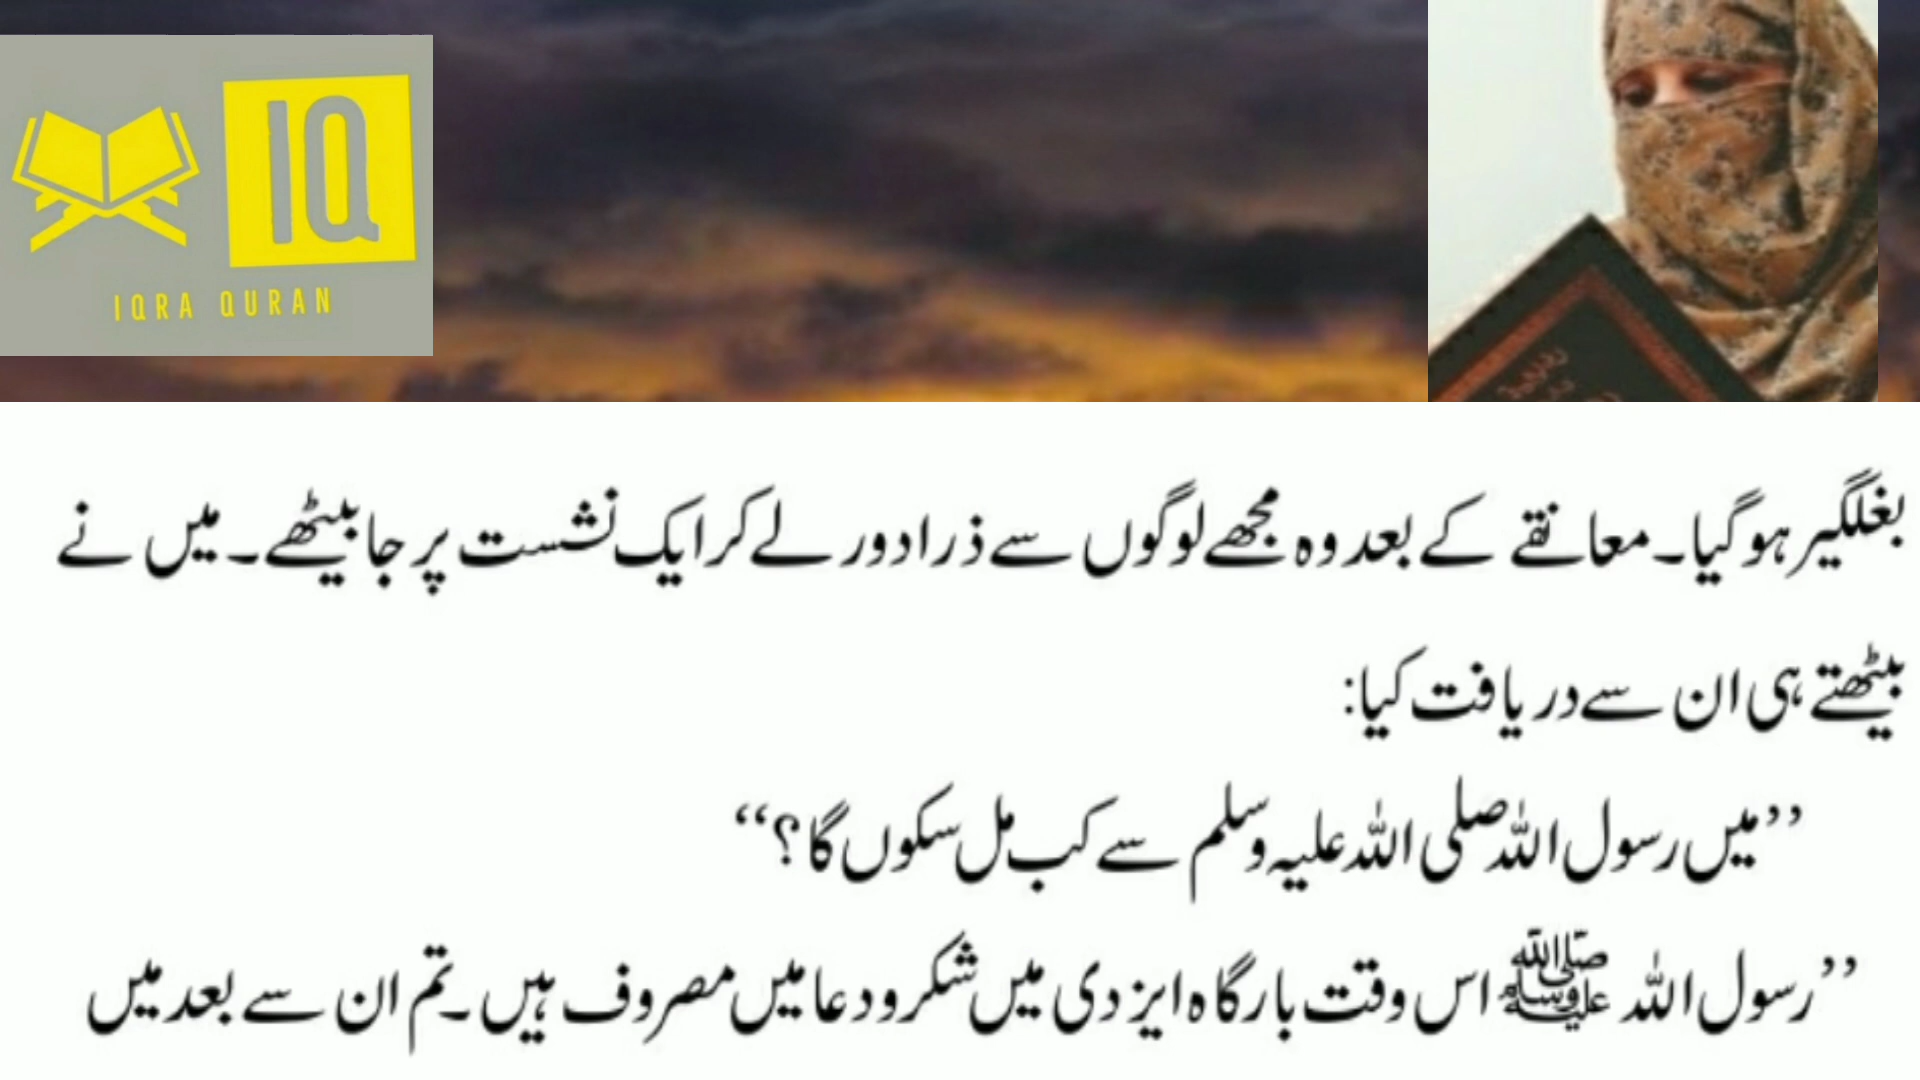 IQ
IQRA QURAN
بغلگیر ہو گیا۔ معانقے کے بعد وہ مجھے لوگوں سے ذرا دور لے کر ایک نشست پر جا بیٹھے۔ میں نے
بیٹھتے ہی ان سے دریافت کیا:
’’میں رسول اللہ صلی اللہ علیہ وسلم سے کب مل سکوں گا؟‘‘
’’رسول اللہ ﷺ اس وقت بارگاہ ایزدی میں شکر و دعا میں مصروف ہیں۔ تم ان سے بعد میں